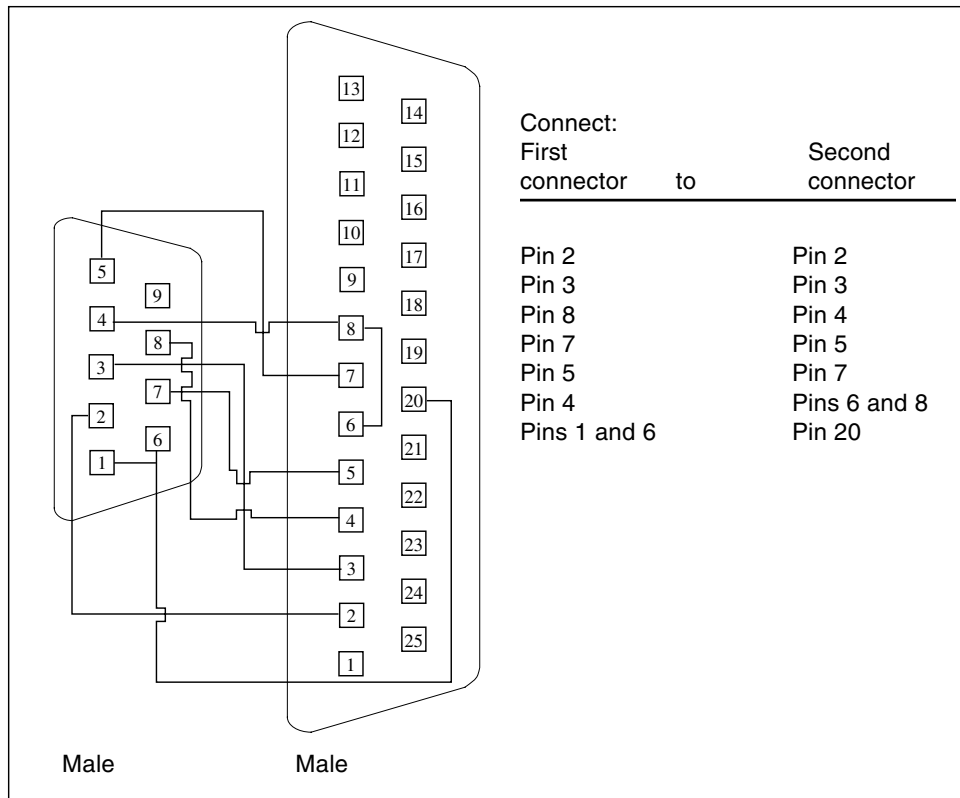 13
12
11
10
9
8
7
6
5
4
3
2
1
14
15
16
17
18
19
20
21
22
23
24
25
5
4
3
2
1
9
8
7
6
Male
Male
Connect:
First Second
connector to connector
Pin 2 Pin 2
Pin 3 Pin 3
Pin 8 Pin 4
Pin 7 Pin 5
Pin 5 Pin 7
Pin 4 Pins 6 and 8
Pins 1 and 6 Pin 20